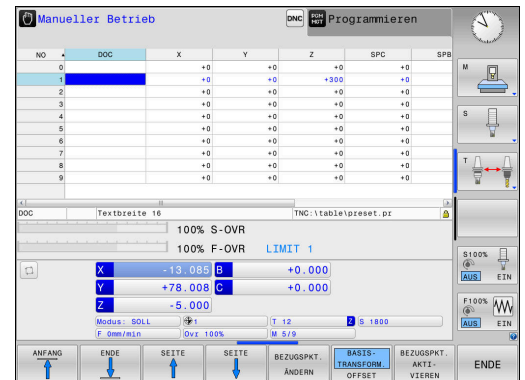 Manueller Betrieb DNC PGM MGT Programmieren
NO DOC X Y Z SPC SPB
0 +0 +0 +0 +0
1 +0 +0 +300 +0
2 +0 +0 +0 +0
3 +0 +0 +0 +0
4 +0 +0 +0 +0
5 +0 +0 +0 +0
6 +0 +0 +0 +0
7 +0 +0 +0 +0
8 +0 +0 +0 +0
9 +0 +0 +0 +0
DOC Textbreite 16 TNC:\table\preset.pr
100% S-OVR
100% F-OVR LIMIT 1
X -13.085 B +0.000
Y +78.008 C +0.000
Z -5.000
Modus: SOLL 1 T 12 Z S 1800
F 0mm/min Ovr 100% M 5/9
M
S
T
S100%
AUS EIN
F100%
AUS EIN
ANFANG
ENDE
SEITE
SEITE
BEZUGSPKT.
ÄNDERN
BASIS-
TRANSFORM.
OFFSET
BEZUGSPKT.
AKTI-
VIEREN
ENDE